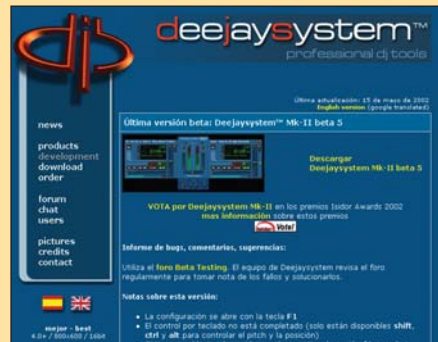 djs
deejaysystem™
professional dj tools
Última actualización: 15 de mayo de 2002
English version (google translated)
news
products
development
download
order
forum
chat
users
pictures
credits
contact
mejor - best
4.0+ / 800x600 / 16bit
Última versión beta: Deejaysystem™ Mk-II beta 5
Descargar
Deejaysystem Mk-II beta 5
VOTA por Deejaysystem Mk-II en los premios Isidor Awards 2002
mas información sobre estos premios
Vote!
Informe de bugs, comentarios, sugerencias:
Utiliza el foro Beta Testing. El equipo de Deejaysystem revisa el foro
regularmente para tomar nota de los fallos y solucionarlos.
Notas sobre esta versión:
La configuración se abre con la tecla F1
El control por teclado no está completado (solo están disponibles shift,
ctrl y alt para controlar el pitch y la posición)